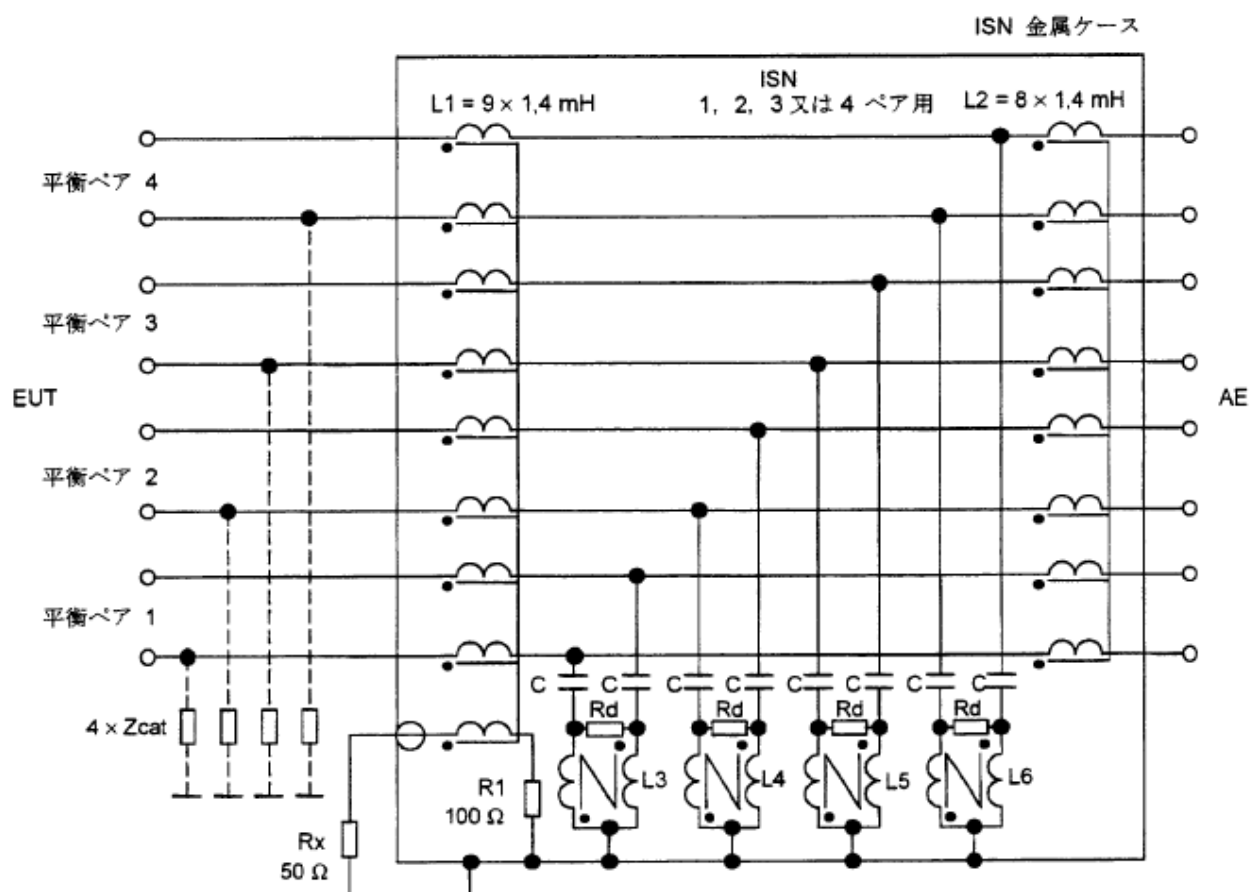 ISN 金属ケース
ISN
L1 = 9 × 1,4 mH
1, 2, 3 又は 4 ペア用
L2 = 8 × 1,4 mH
平衡ペア 4
平衡ペア 3
EUT
AE
平衡ペア 2
平衡ペア 1
C
C
C
C
C
C
C
C
Rd
Rd
Rd
Rd
4 × Zcat
L3
L4
L5
L6
R1
100 Ω
Rx
50 Ω